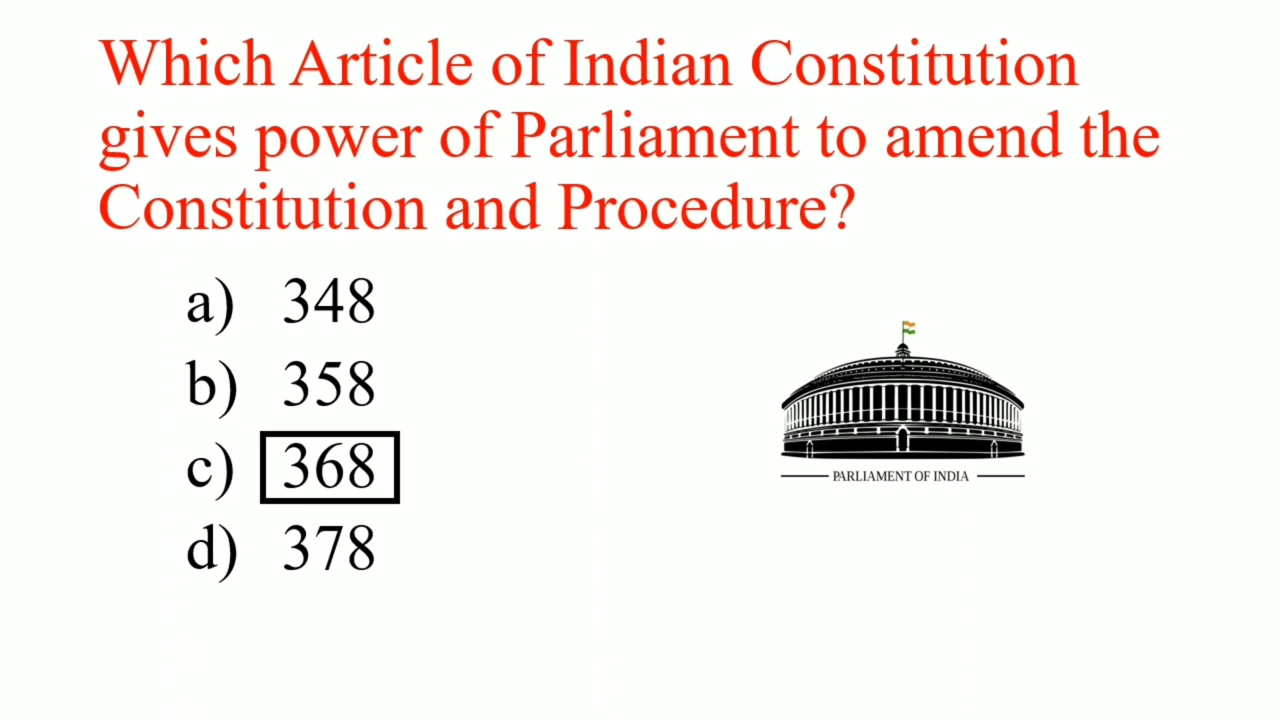 Which Article of Indian Constitution
gives power of Parliament to amend the
Constitution and Procedure?
a) 348
b) 358
c) 368
d) 378
PARLIAMENT OF INDIA